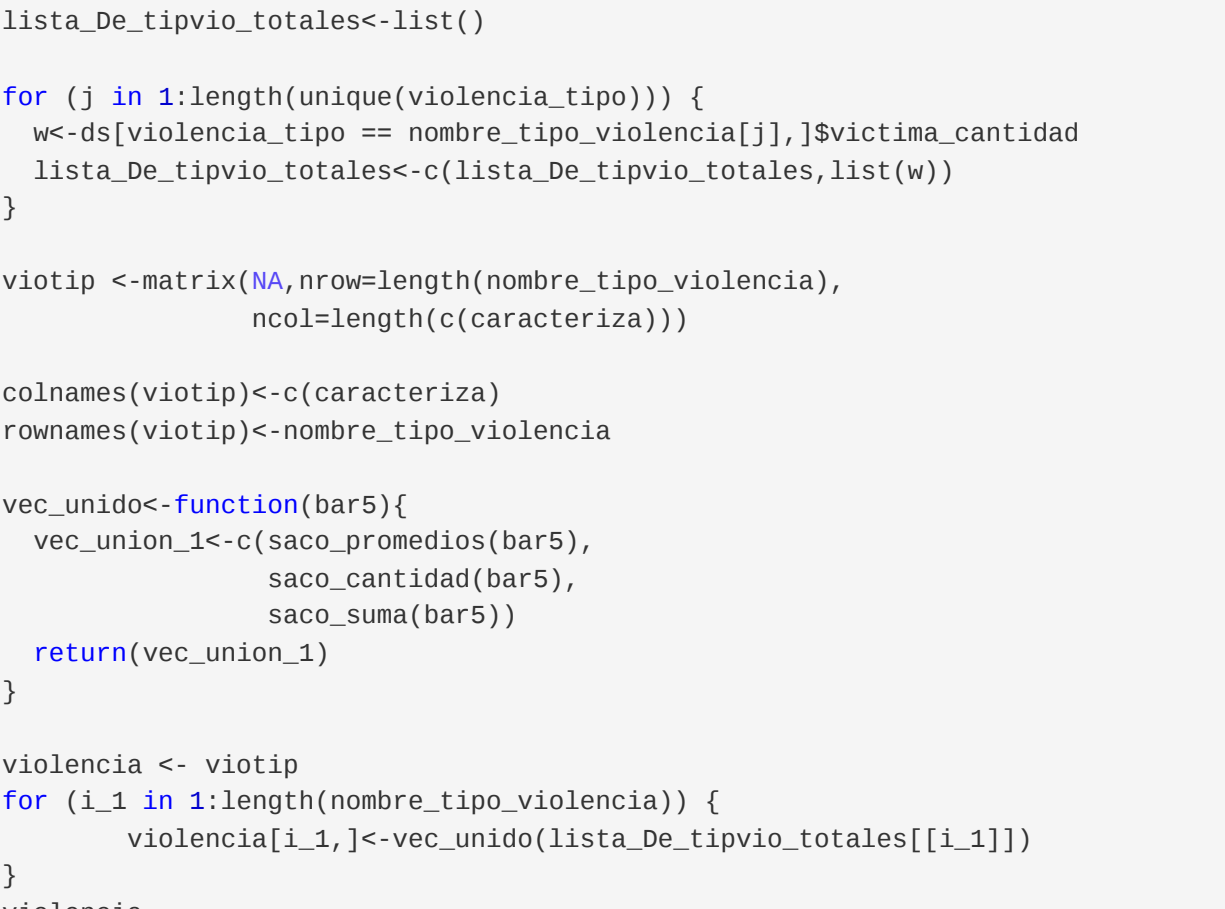 lista_De_tipvio_totales<-list()
for (j in 1:length(unique(violencia_tipo))) {
  w<-ds[violencia_tipo == nombre_tipo_violencia[j],]$victima_cantidad
  lista_De_tipvio_totales<-c(lista_De_tipvio_totales,list(w))
}
viotip <-matrix(NA,nrow=length(nombre_tipo_violencia),
                ncol=length(c(caracteriza)))
colnames(viotip)<-c(caracteriza)
rownames(viotip)<-nombre_tipo_violencia
vec_unido<-function(bar5){
  vec_union_1<-c(saco_promedios(bar5),
                 saco_cantidad(bar5),
                 saco_suma(bar5))
  return(vec_union_1)
}
violencia <- viotip
for (i_1 in 1:length(nombre_tipo_violencia)) {
        violencia[i_1,]<-vec_unido(lista_De_tipvio_totales[[i_1]])
}